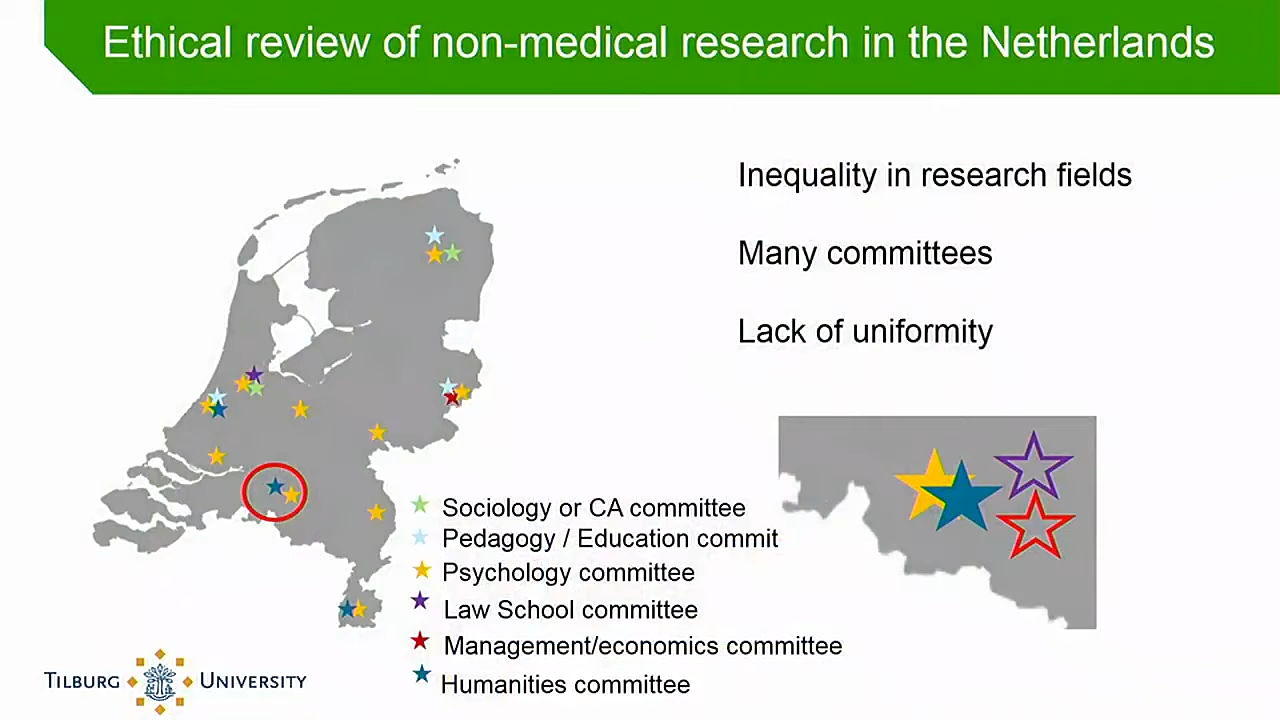 Ethical review of non-medical research in the Netherlands
Inequality in research fields
Many committees
Lack of uniformity
Sociology or CA committee
Pedagogy / Education commit
Psychology committee
Law School committee
Management/economics committee
Humanities committee
TILBURG UNIVERSITY